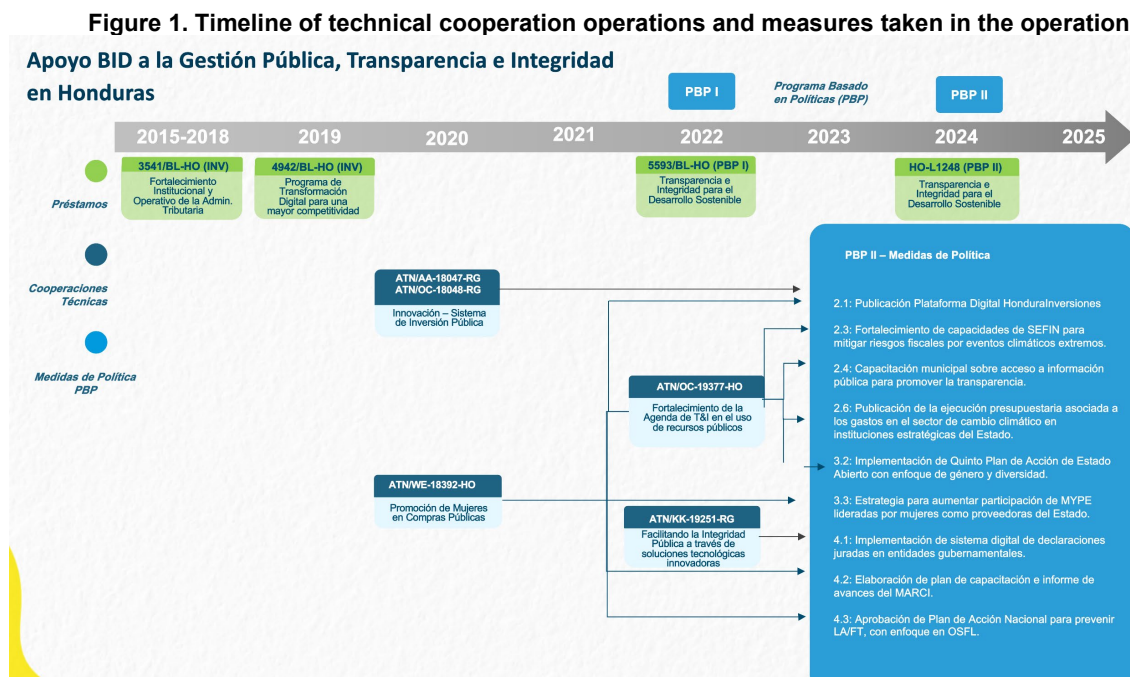 Figure 1. Timeline of technical cooperation operations and measures taken in the operation
Apoyo BID a la Gestión Pública, Transparencia e Integridad
en Honduras
PBP I
Programa Basado
en Políticas (PBP)
PBP II
2015-2018
2019
2020
2021
2022
2023
2024
2025
Préstamos
3541/BL-HO (INV)
Fortalecimiento
Institucional y
Operativo de la Admin.
Tributaria
4942/BL-HO (INV)
Programa de
Transformación
Digital para una
mayor competitividad
5593/BL-HO (PBP I)
Transparencia e
Integridad para el
Desarrollo Sostenible
HO-L1248 (PBP II)
Transparencia e
Integridad para el
Desarrollo Sostenible
Cooperaciones
Técnicas
Medidas de Política
PBP
ATN/AA-18047-RG
ATN/OC-18048-RG
Innovación – Sistema
de Inversión Pública
ATN/WE-18392-HO
Promoción de Mujeres
en Compras Públicas
ATN/OC-19377-HO
Fortalecimiento de la
Agenda de T&I en el uso
de recursos públicos
ATN/KK-19251-RG
Facilitando la Integridad
Pública a través de
soluciones tecnológicas
innovadoras
PBP II – Medidas de Política
2.1: Publicación Plataforma Digital HonduraInversiones
2.3: Fortalecimiento de capacidades de SEFIN para
mitigar riesgos fiscales por eventos climáticos extremos.
2.4: Capacitación municipal sobre acceso a información
pública para promover la transparencia.
2.6: Publicación de la ejecución presupuestaria asociada a
los gastos en el sector de cambio climático en
instituciones estratégicas del Estado.
3.2: Implementación de Quinto Plan de Acción de Estado
Abierto con enfoque de género y diversidad.
3.3: Estrategia para aumentar participación de MYPE
lideradas por mujeres como proveedoras del Estado.
4.1: Implementación de sistema digital de declaraciones
juradas en entidades gubernamentales.
4.2: Elaboración de plan de capacitación e informe de
avances del MARCI.
4.3: Aprobación de Plan de Acción Nacional para prevenir
LA/FT, con enfoque en OSFL.